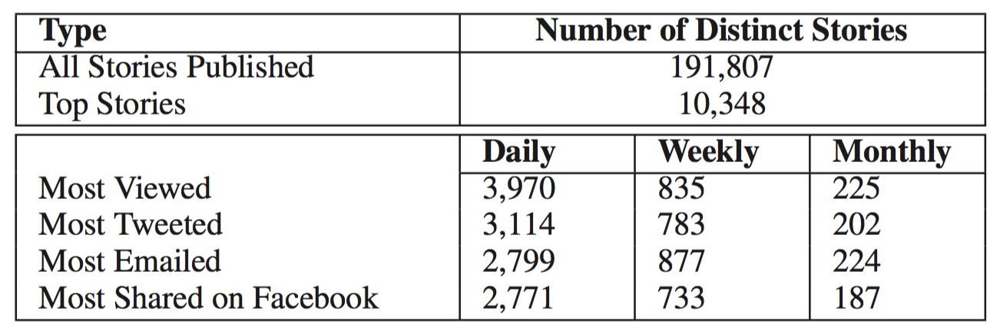 Type Number of Distinct Stories
All Stories Published 191,807
Top Stories 10,348
Daily Weekly Monthly
Most Viewed 3,970 835 225
Most Tweeted 3,114 783 202
Most Emailed 2,799 877 224
Most Shared on Facebook 2,771 733 187